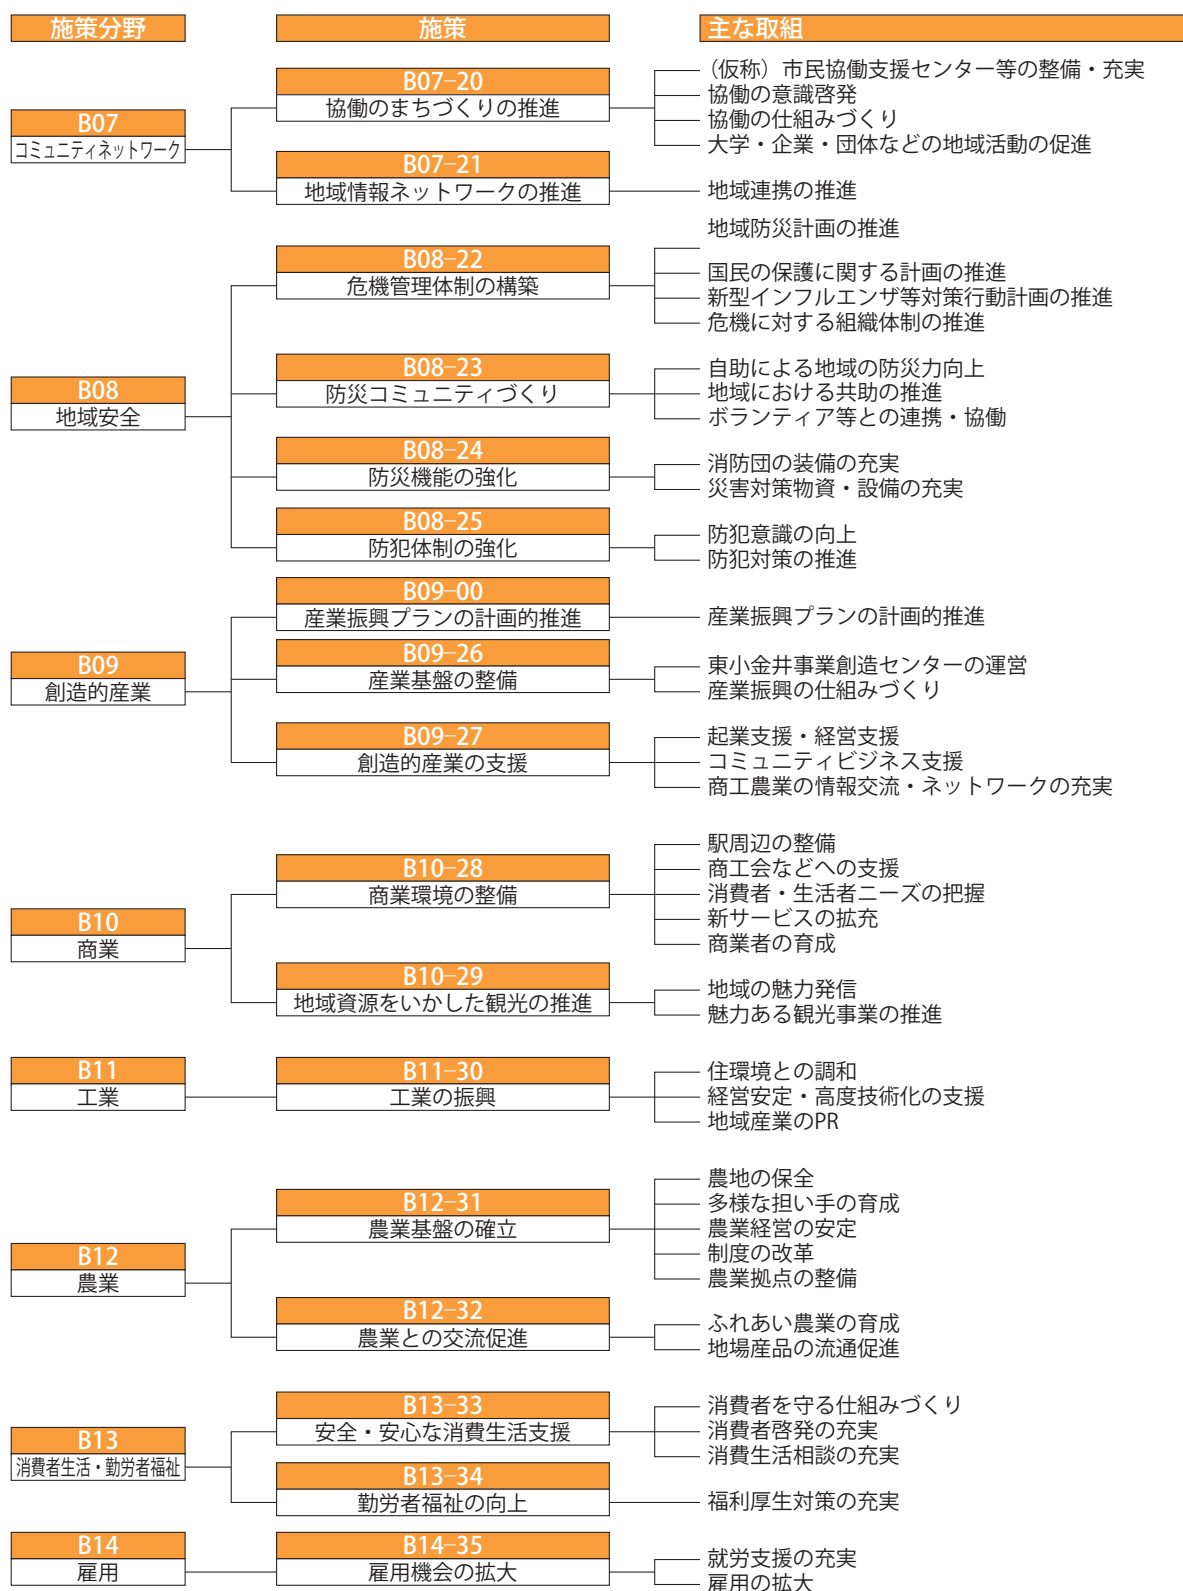 施策分野
施策
主な取組
B07
コミュニティネットワーク
B07−20
協働のまちづくりの推進
(仮称)市民協働支援センター等の整備・充実
協働の意識啓発
協働の仕組みづくり
大学・企業・団体などの地域活動の促進
B07−21
地域情報ネットワークの推進
地域連携の推進
B08
地域安全
B08−22
危機管理体制の構築
地域防災計画の推進
国民の保護に関する計画の推進
新型インフルエンザ等対策行動計画の推進
危機に対する組織体制の推進
B08−23
防災コミュニティづくり
自助による地域の防災力向上
地域における共助の推進
ボランティア等との連携・協働
B08−24
防災機能の強化
消防団の装備の充実
災害対策物資・設備の充実
B08−25
防犯体制の強化
防犯意識の向上
防犯対策の推進
B09
創造的産業
B09−00
産業振興プランの計画的推進
産業振興プランの計画的推進
B09−26
産業基盤の整備
東小金井事業創造センターの運営
産業振興の仕組みづくり
B09−27
創造的産業の支援
起業支援・経営支援
コミュニティビジネス支援
商工農業の情報交流・ネットワークの充実
B10
商業
B10−28
商業環境の整備
駅周辺の整備
商工会などへの支援
消費者・生活者ニーズの把握
新サービスの拡充
商業者の育成
B10−29
地域資源をいかした観光の推進
地域の魅力発信
魅力ある観光事業の推進
B11
工業
B11−30
工業の振興
住環境との調和
経営安定・高度技術化の支援
地域産業のPR
B12
農業
B12−31
農業基盤の確立
農地の保全
多様な担い手の育成
農業経営の安定
制度の改革
農業拠点の整備
B12−32
農業との交流促進
ふれあい農業の育成
地場産品の流通促進
B13
消費者生活・勤労者福祉
B13−33
安全・安心な消費生活支援
消費者を守る仕組みづくり
消費者啓発の充実
消費生活相談の充実
B13−34
勤労者福祉の向上
福利厚生対策の充実
B14
雇用
B14−35
雇用機会の拡大
就労支援の充実
雇用の拡大